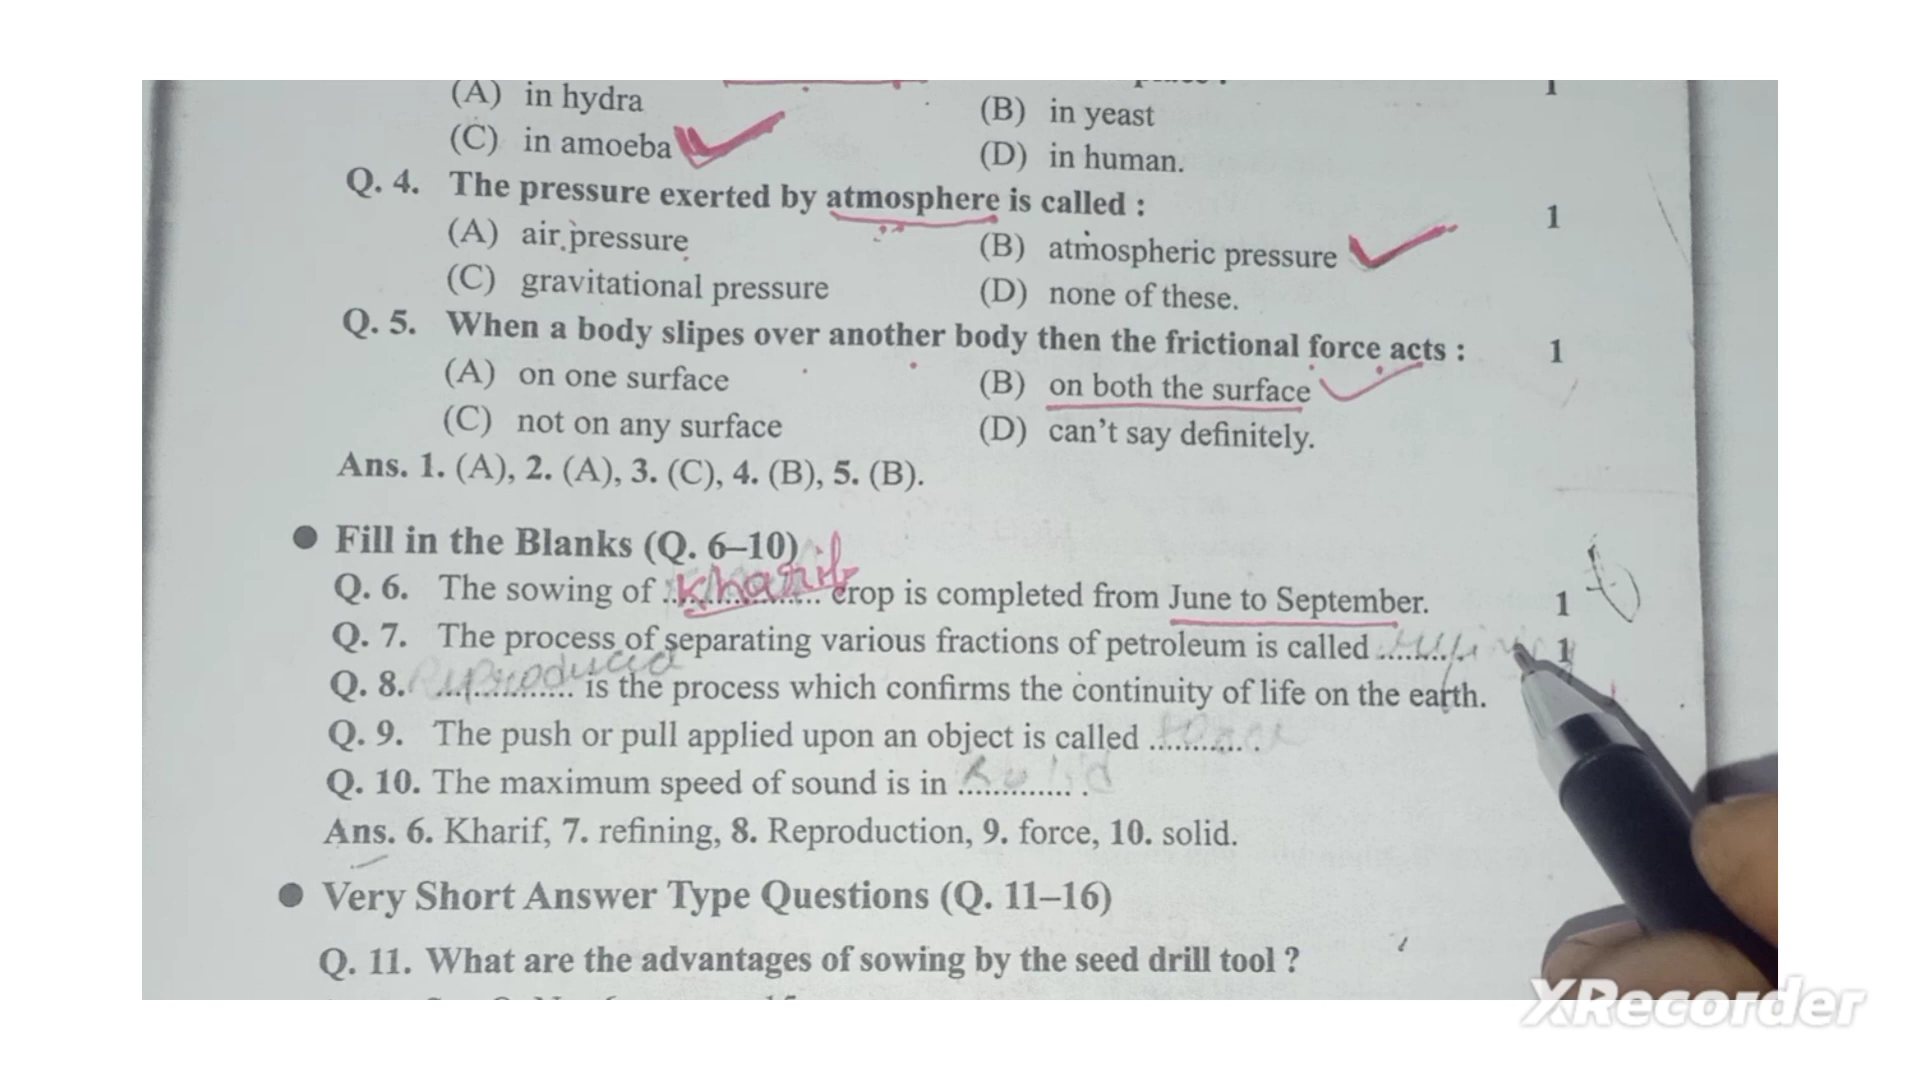 (A) in hydra (B) in yeast 1
(C) in amoeba (D) in human.
Q. 4. The pressure exerted by atmosphere is called : 1
(A) air pressure (B) atmospheric pressure
(C) gravitational pressure (D) none of these.
Q. 5. When a body slipes over another body then the frictional force acts : 1
(A) on one surface (B) on both the surface
(C) not on any surface (D) can't say definitely.
Ans. 1. (A), 2. (A), 3. (C), 4. (B), 5. (B).
● Fill in the Blanks (Q. 6–10)
Q. 6. The sowing of Kharif crop is completed from June to September. 1
Q. 7. The process of separating various fractions of petroleum is called .......... 1
Q. 8. .................. is the process which confirms the continuity of life on the earth.
Q. 9. The push or pull applied upon an object is called force .
Q. 10. The maximum speed of sound is in solid .
Ans. 6. Kharif, 7. refining, 8. Reproduction, 9. force, 10. solid.
● Very Short Answer Type Questions (Q. 11–16)
Q. 11. What are the advantages of sowing by the seed drill tool ?
XRecorder